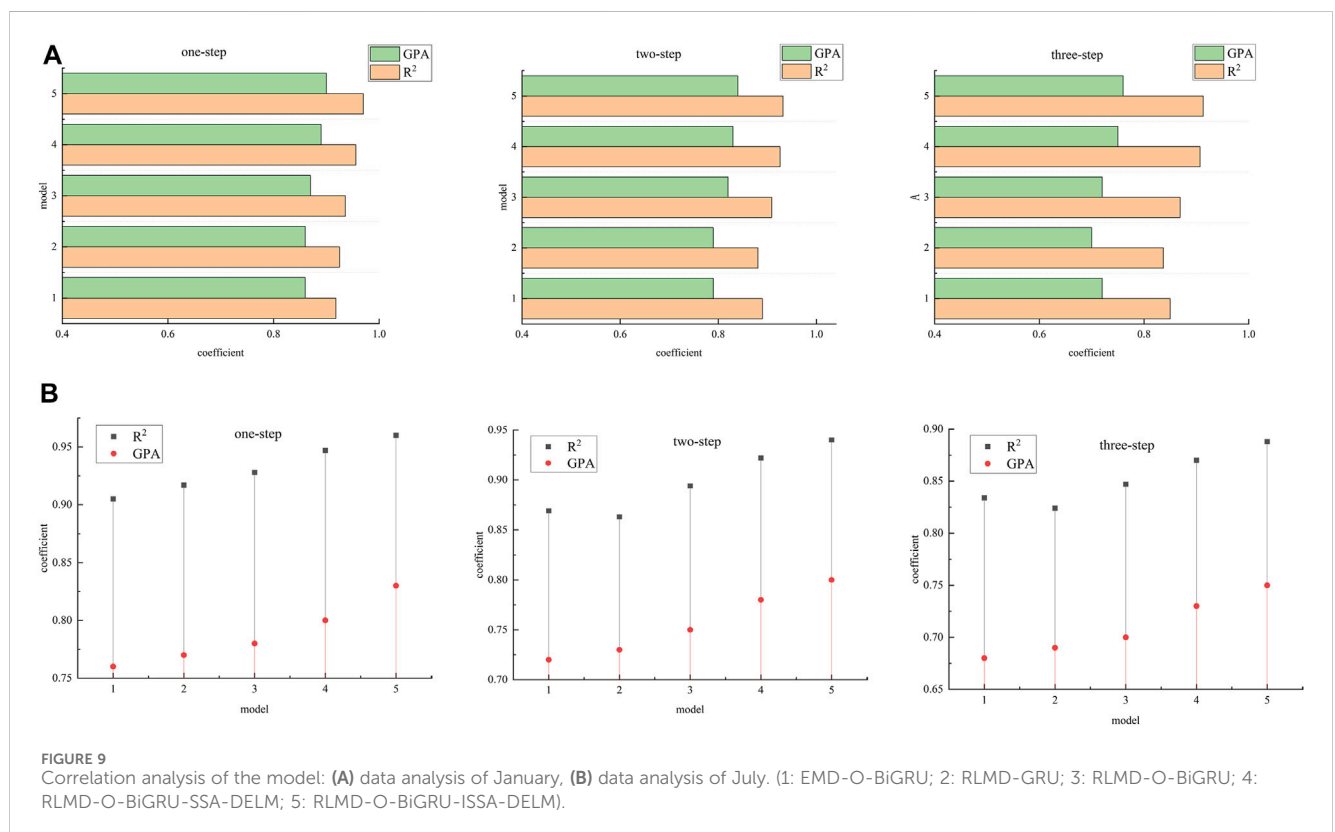 A
one-step
GPA
R²
5
4
3
2
1
model
0.4 0.6 0.8 1.0
coefficient
two-step
GPA
R²
5
4
3
2
1
model
0.4 0.6 0.8 1.0
coefficient
three-step
GPA
R²
5
4
3
2
1
A
0.4 0.6 0.8 1.0
coefficient
B
one-step
R²
GPA
0.95
0.90
0.85
0.80
0.75
coefficient
1 2 3 4 5
model
two-step
R²
GPA
0.95
0.90
0.85
0.80
0.75
0.70
coefficient
1 2 3 4 5
model
three-step
R²
GPA
0.90
0.85
0.80
0.75
0.70
0.65
coefficient
1 2 3 4 5
model
FIGURE 9
Correlation analysis of the model: (A) data analysis of January, (B) data analysis of July. (1: EMD-O-BiGRU; 2: RLMD-GRU; 3: RLMD-O-BiGRU; 4:
RLMD-O-BiGRU-SSA-DELM; 5: RLMD-O-BiGRU-ISSA-DELM).